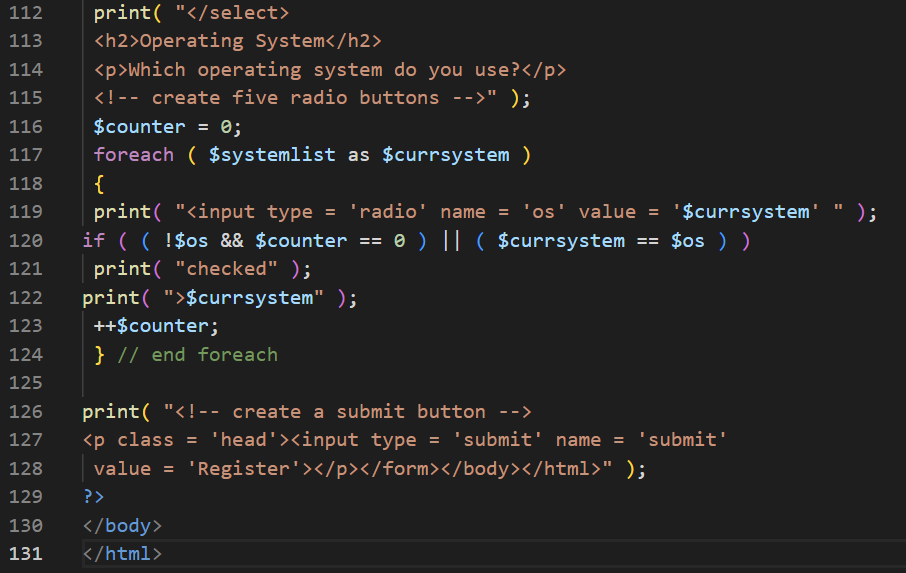 112 print( "</select>
113 <h2>Operating System</h2>
114 <p>Which operating system do you use?</p>
115 <!-- create five radio buttons -->" );
116 $counter = 0;
117 foreach ( $systemlist as $currsystem )
118 {
119 print( "<input type = 'radio' name = 'os' value = '$currsystem' " );
120 if ( ( !$os && $counter == 0 ) || ( $currsystem == $os ) )
121 print( "checked" );
122 print( ">$currsystem" );
123 ++$counter;
124 } // end foreach
125
126 print( "<!-- create a submit button -->
127 <p class = 'head'><input type = 'submit' name = 'submit'
128 value = 'Register'></p></form></body></html>" );
129 ?>
130 </body>
131 </html>